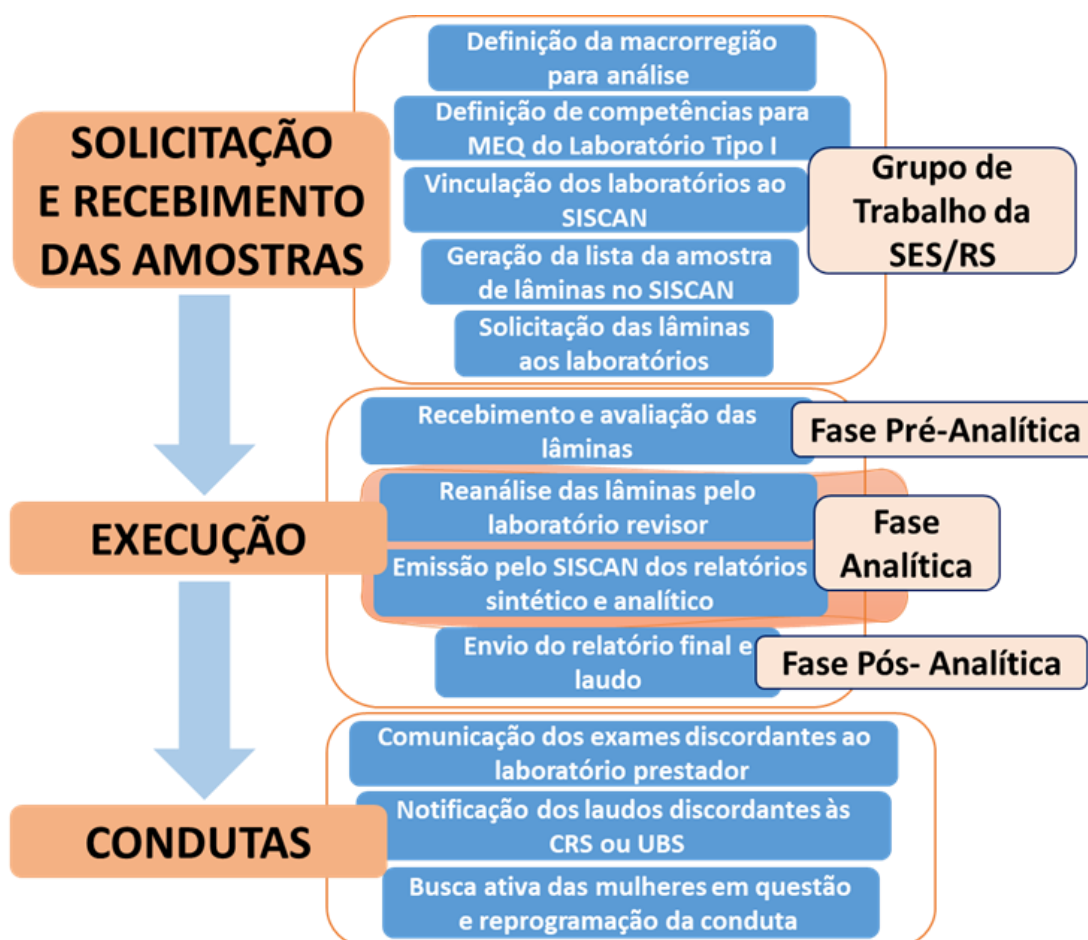 SOLICITAÇÃO
E RECEBIMENTO
DAS AMOSTRAS
Definição da macrorregião
para análise
Definição de competências para
MEQ do Laboratório Tipo I
Vinculação dos laboratórios ao
SISCAN
Geração da lista da amostra
de lâminas no SISCAN
Solicitação das lâminas
aos laboratórios
Grupo de
Trabalho da
SES/RS
EXECUÇÃO
Recebimento e avaliação das
lâminas
Fase Pré-Analítica
Reanálise das lâminas pelo
laboratório revisor
Emissão pelo SISCAN dos relatórios
sintético e analítico
Fase
Analítica
Envio do relatório final e
laudo
Fase Pós- Analítica
CONDUTAS
Comunicação dos exames discordantes ao
laboratório prestador
Notificação dos laudos discordantes às
CRS ou UBS
Busca ativa das mulheres em questão
e reprogramação da conduta